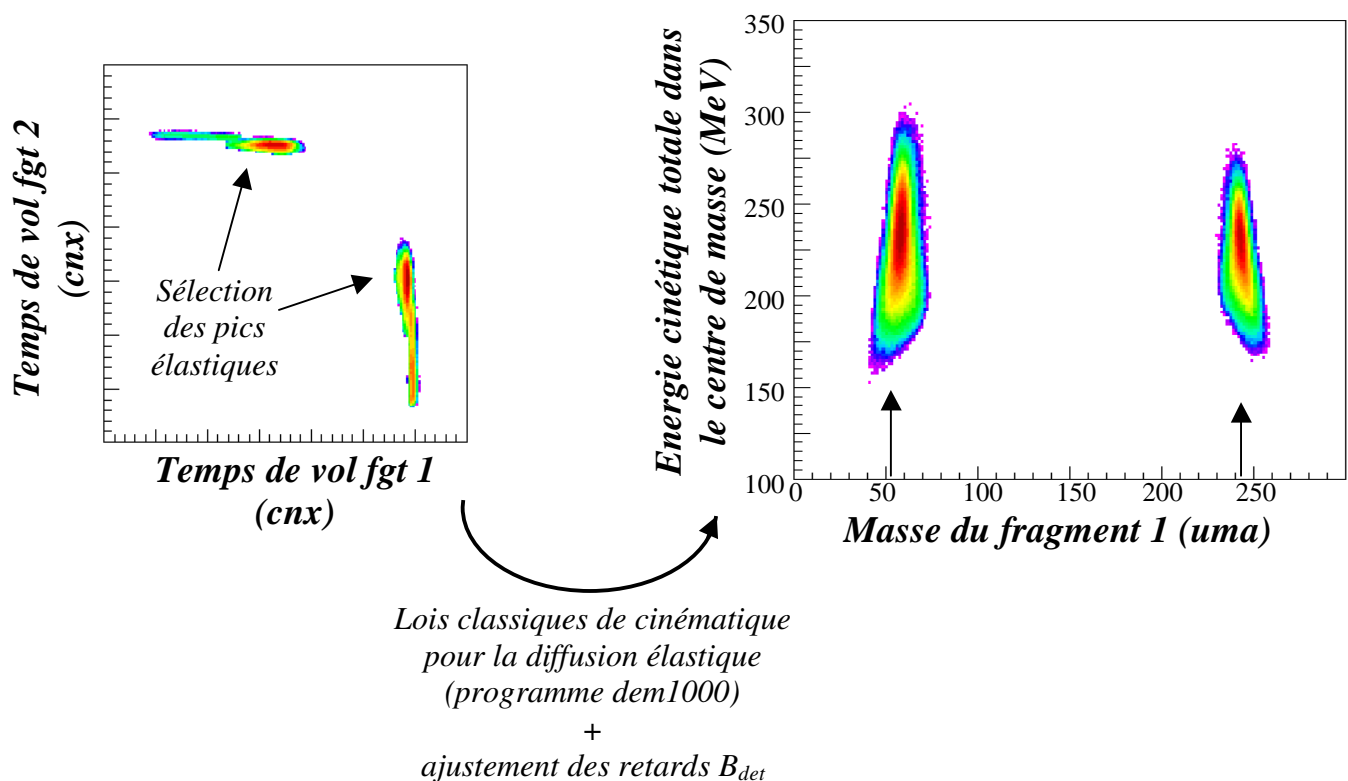 Temps de vol fgt 2
(cnx)
Sélection
des pics
élastiques
Temps de vol fgt 1
(cnx)
Energie cinétique totale dans
le centre de masse (MeV)
350
300
250
200
150
100
0
50
100
150
200
250
Masse du fragment 1 (uma)
Lois classiques de cinématique
pour la diffusion élastique
(programme dem1000)
+
ajustement des retards B_det